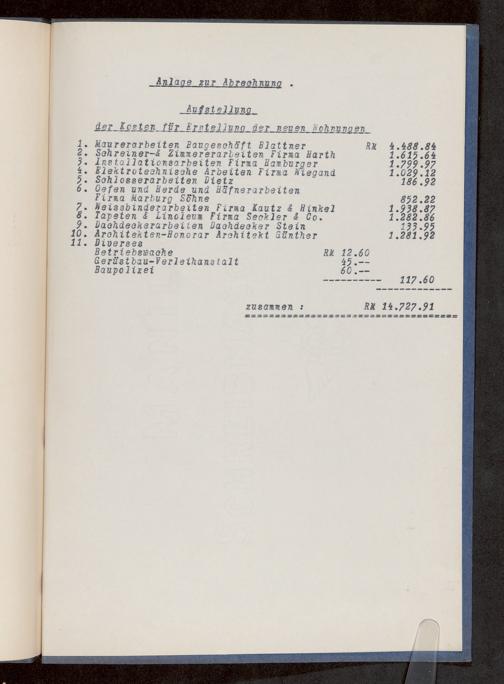 Anlage zur Abrechnung .
Aufstellung
der Kosten für Erstellung der neuen Wohnungen
1. Maurerarbeiten Baugeschäft Blattner RM 4.488.84
2. Schreiner-& Zimmererarbeiten Firma Harth 1.615.64
3. Installationsarbeiten Firma Hamburger 1.799.97
4. Elektrotechnische Arbeiten Firma Wiegand 1.029.12
5. Schlosserarbeiten Dietz 186.92
6. Oefen und Herde und Häfnerarbeiten
Firma Marburg Söhne 852.22
7. Weissbinderarbeiten Firma Kautz & Hinkel 1.938.87
8. Tapeten & Linoleum Firma Seckler & Co. 1.282.86
9. Dachdeckerarbeiten Dachdecker Stein 133.95
10. Architekten-Honorar Architekt Günther 1.281.92
11. Diverses
Betriebswache RM 12.60
Gerüstbau-Verleihanstalt 45.--
Baupolizei 60.--
117.60
zusammen : RM 14.727.91